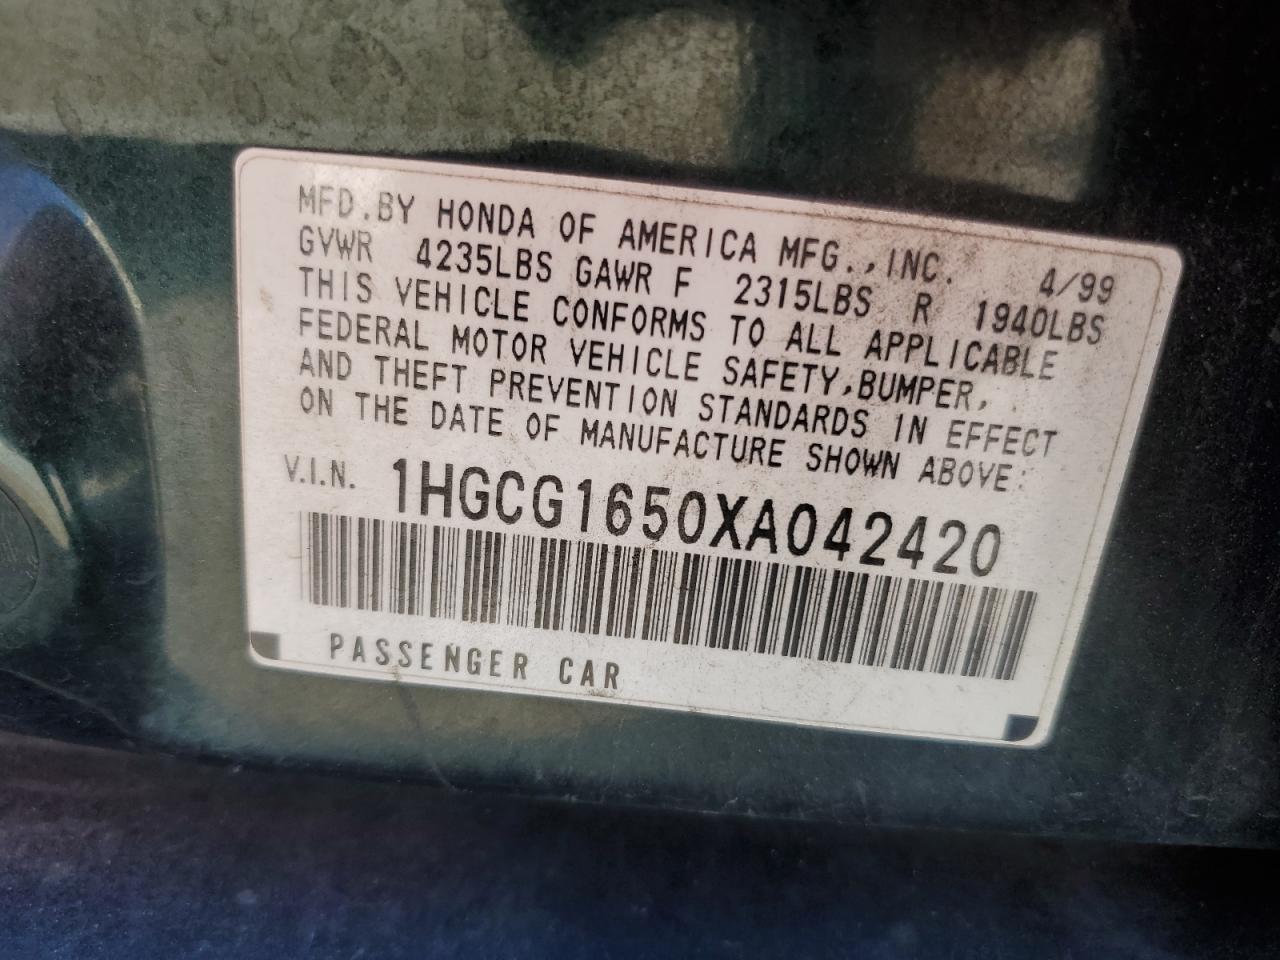 MFD.BY HONDA OF AMERICA MFG.,INC. 4/99
GVWR 4235LBS GAWR F 2315LBS R 1940LBS
THIS VEHICLE CONFORMS TO ALL APPLICABLE
FEDERAL MOTOR VEHICLE SAFETY,BUMPER,
AND THEFT PREVENTION STANDARDS IN EFFECT
ON THE DATE OF MANUFACTURE SHOWN ABOVE:
V.I.N. 1HGCG1650XA042420
PASSENGER CAR